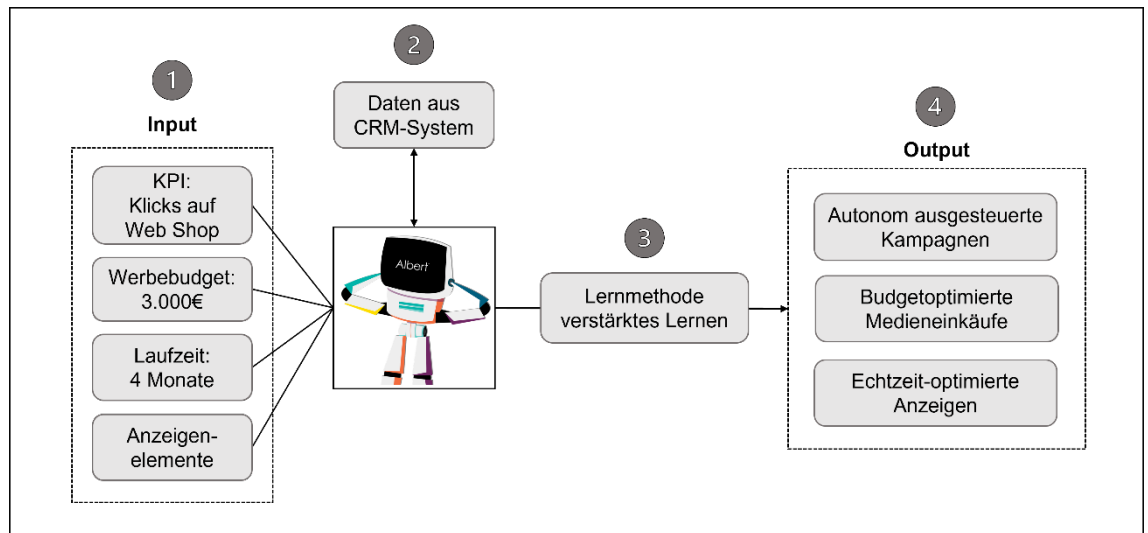 1
Input
KPI:
Klicks auf
Web Shop
Werbebudget:
3.000€
Laufzeit:
4 Monate
Anzeigen-
elemente
2
Daten aus
CRM-System
Albert
3
Lernmethode
verstärktes Lernen
4
Output
Autonom ausgesteuerte
Kampagnen
Budgetoptimierte
Medieneinkäufe
Echtzeit-optimierte
Anzeigen